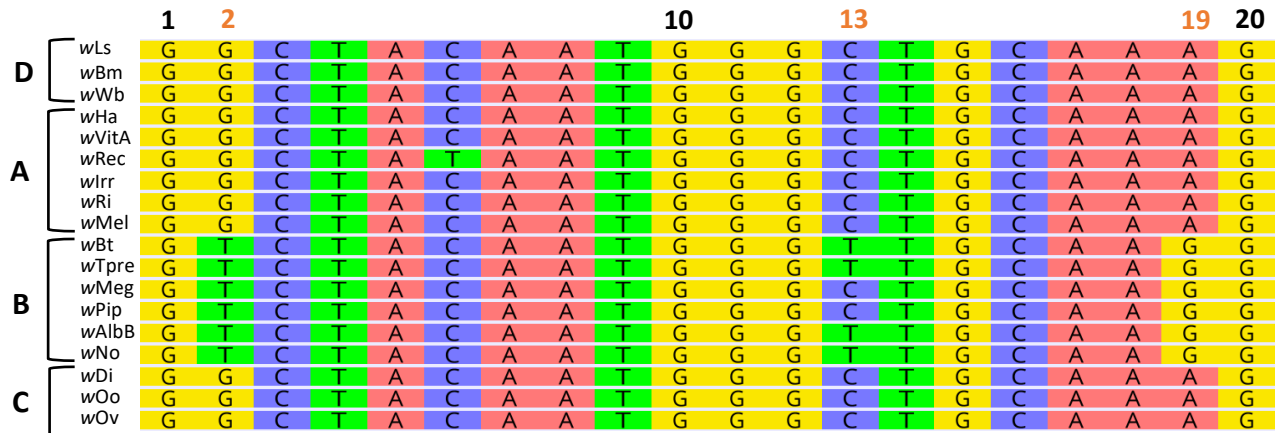 1 2 10 13 19 20
D
wLs G G C T A C A A T G G G C T G C A A A G
wBm G G C T A C A A T G G G C T G C A A A G
wWb G G C T A C A A T G G G C T G C A A A G
A
wHa G G C T A C A A T G G G C T G C A A A G
wVitA G G C T A C A A T G G G C T G C A A A G
wRec G G C T A T A A T G G G C T G C A A A G
wIrr G G C T A C A A T G G G C T G C A A A G
wRi G G C T A C A A T G G G C T G C A A A G
wMel G G C T A C A A T G G G C T G C A A A G
B
wBt G T C T A C A A T G G G T T G C A A G G
wTpre G T C T A C A A T G G G T T G C A A G G
wMeg G T C T A C A A T G G G C T G C A A G G
wPip G T C T A C A A T G G G C T G C A A G G
wAlbB G T C T A C A A T G G G T T G C A A G G
wNo G T C T A C A A T G G G T T G C A A G G
C
wDi G G C T A C A A T G G G C T G C A A A G
wOo G G C T A C A A T G G G C T G C A A A G
wOv G G C T A C A A T G G G C T G C A A A G